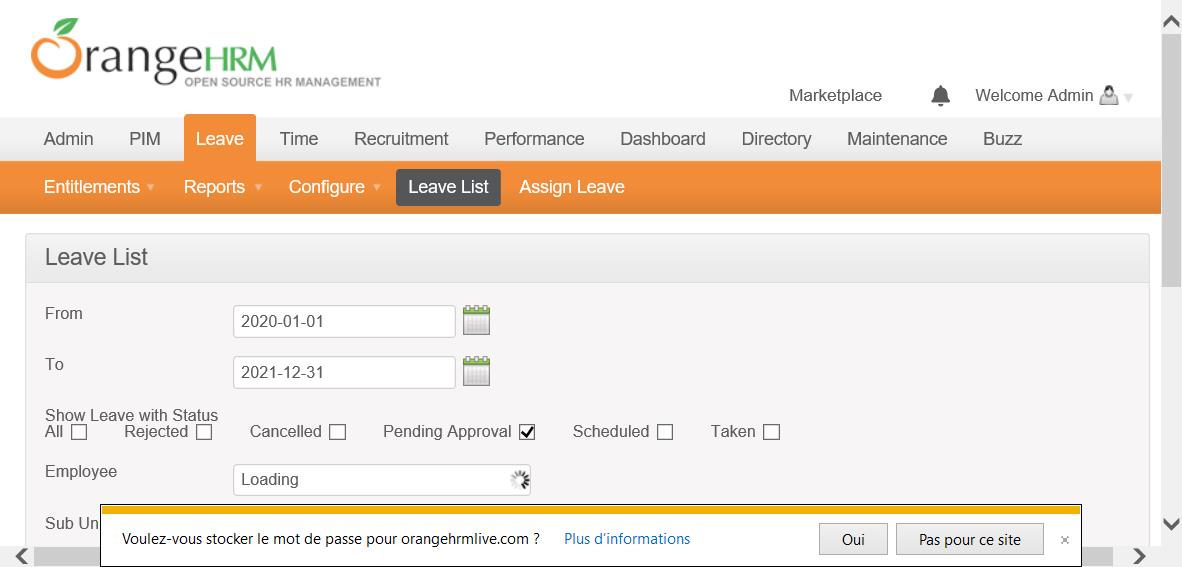 OrangeHRM
OPEN SOURCE HR MANAGEMENT
Marketplace Welcome Admin
Admin PIM Leave Time Recruitment Performance Dashboard Directory Maintenance Buzz
Entitlements Reports Configure Leave List Assign Leave
Leave List
From 2020-01-01
To 2021-12-31
Show Leave with Status
All Rejected Cancelled Pending Approval Scheduled Taken
Employee Loading
Sub Un
Voulez-vous stocker le mot de passe pour orangehrmlive.com ? Plus d'informations Oui Pas pour ce site ×